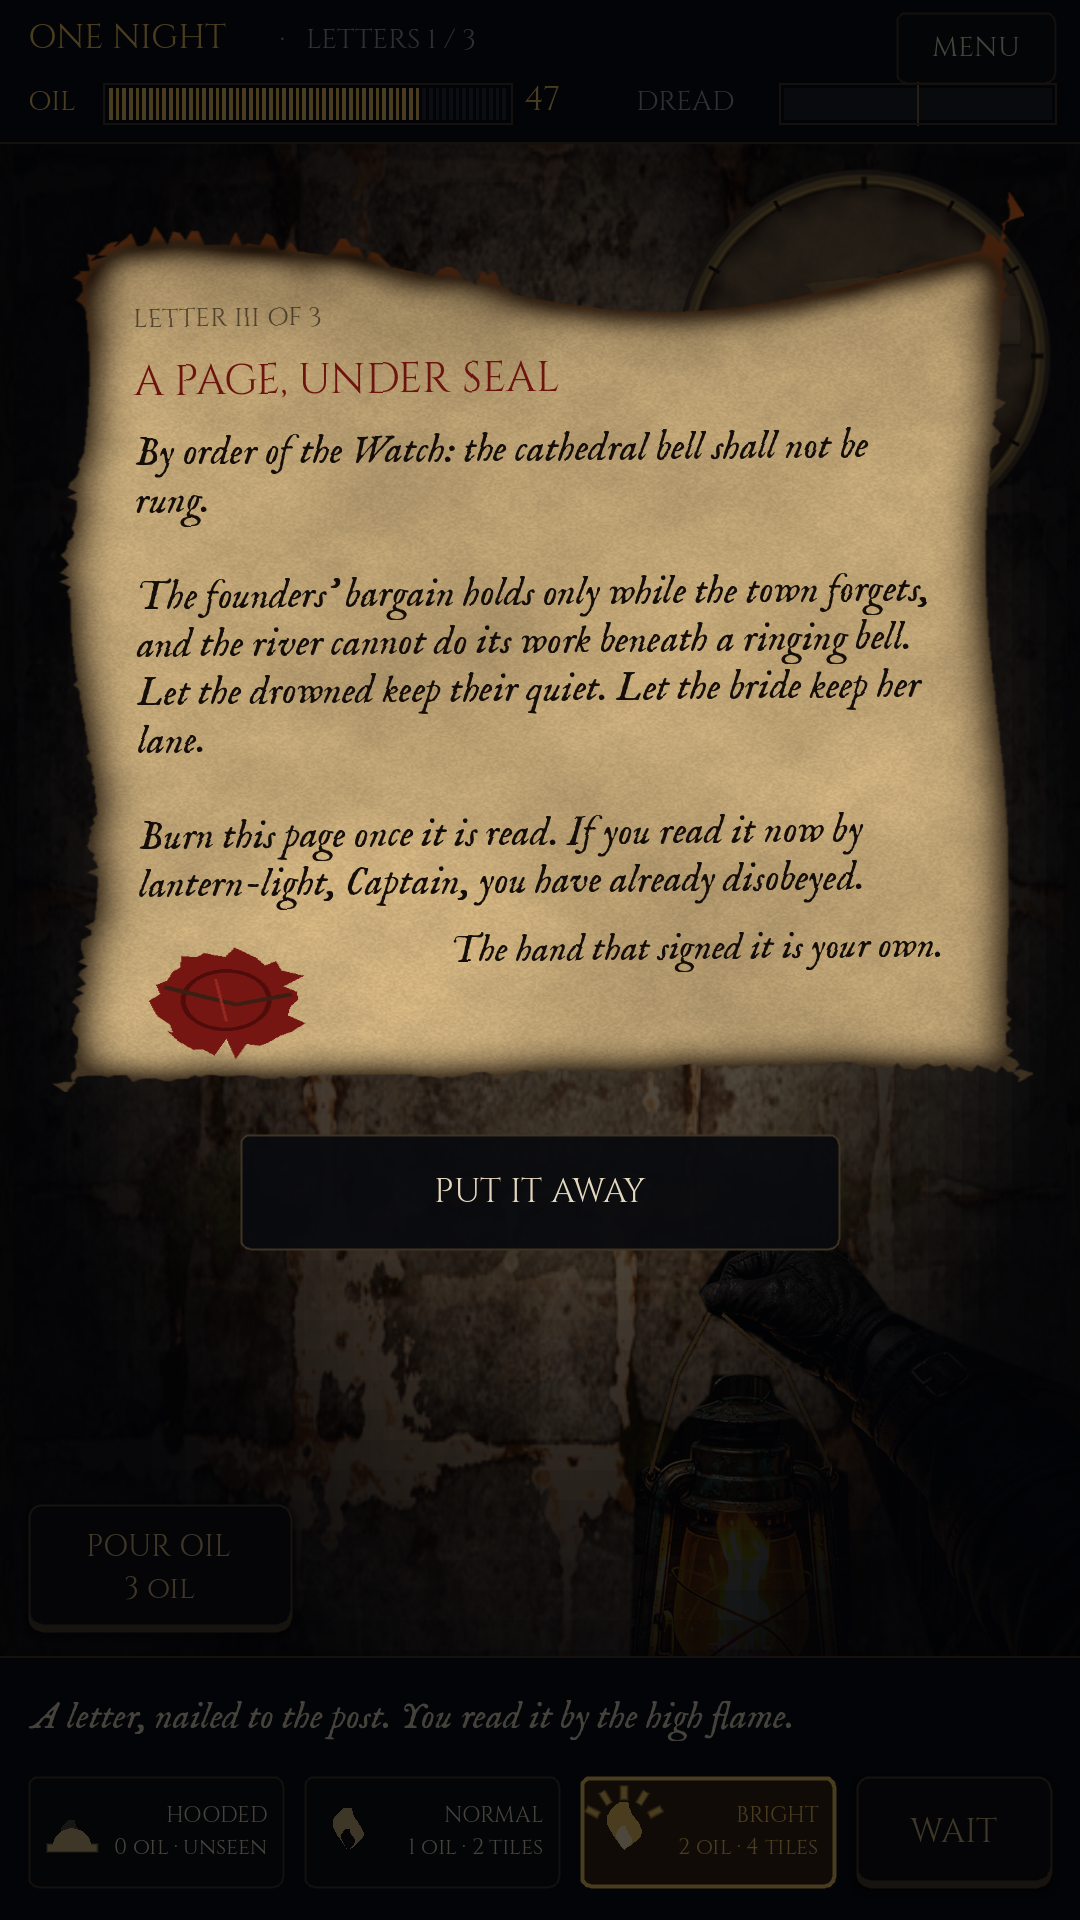 ONE NIGHT · LETTERS 1 / 3
MENU
OIL 47 DREAD
LETTER III OF 3
A PAGE, UNDER SEAL
By order of the Watch: the cathedral bell shall not be
rung.
The founders' bargain holds only while the town forgets,
and the river cannot do its work beneath a ringing bell.
Let the drowned keep their quiet. Let the bride keep her
lane.
Burn this page once it is read. If you read it now by
lantern-light, Captain, you have already disobeyed.
The hand that signed it is your own.
PUT IT AWAY
POUR OIL
3 OIL
A letter, nailed to the post. You read it by the high flame.
HOODED
0 OIL · UNSEEN
NORMAL
1 OIL · 2 TILES
BRIGHT
2 OIL · 4 TILES
WAIT